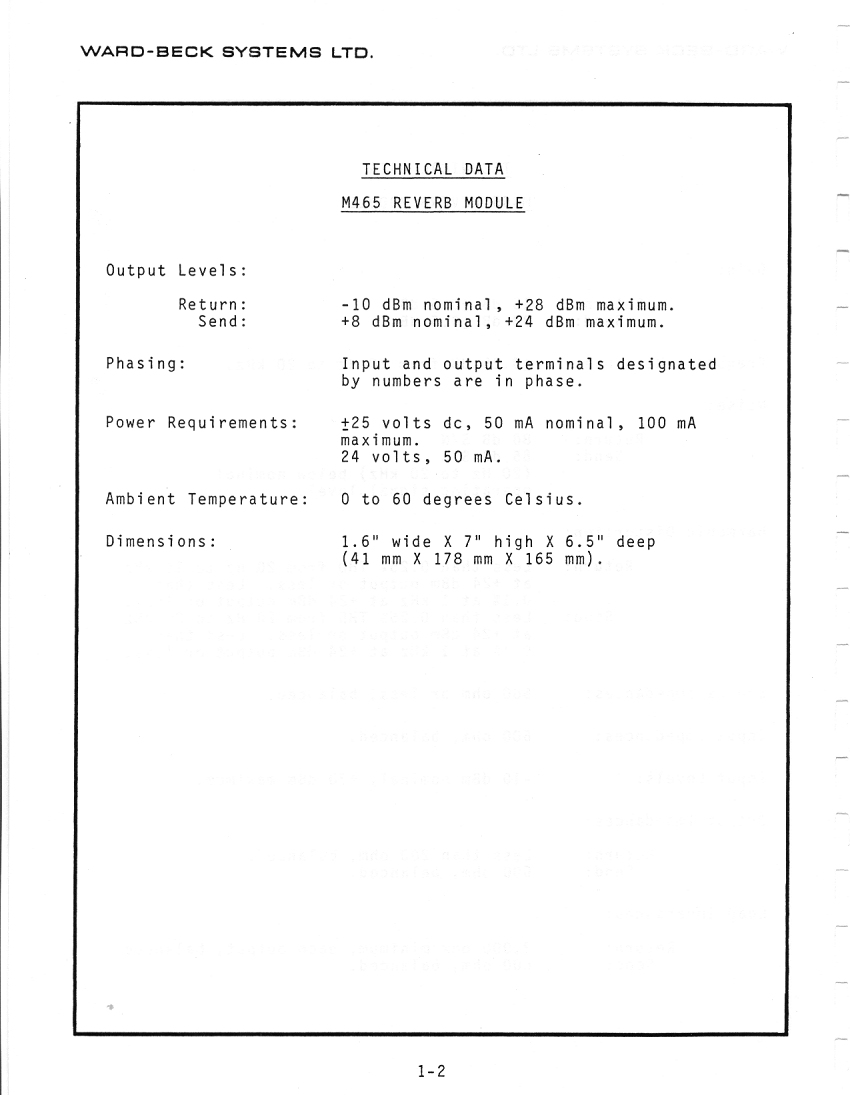 WARD-BECK SYSTEMS LTD.
TECHNICAL DATA
M465 REVERB MODULE
Output Levels:
Return: -10 dBm nominal, +28 dBm maximum.
Send: +8 dBm nominal, +24 dBm maximum.
Phasing: Input and output terminals designated
by numbers are in phase.
Power Requirements: ±25 volts dc, 50 mA nominal, 100 mA
maximum.
24 volts, 50 mA.
Ambient Temperature: 0 to 60 degrees Celsius.
Dimensions: 1.6" wide X 7" high X 6.5" deep
(41 mm X 178 mm X 165 mm).
1-2